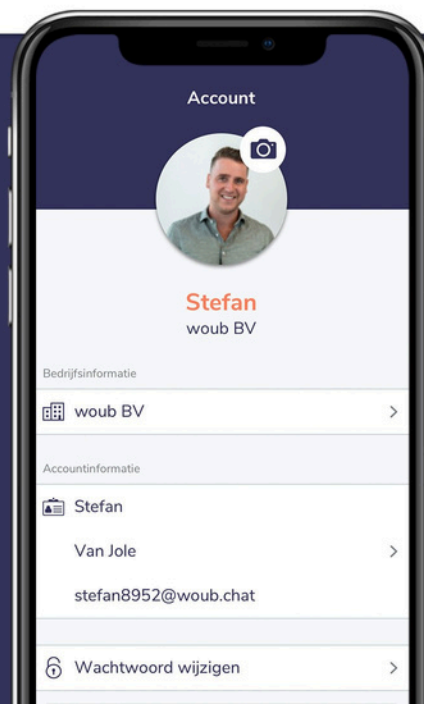 Account
Stefan
woub BV
Bedrijfsinformatie
woub BV
Accountinformatie
Stefan
Van Jole
stefan8952@woub.chat
Wachtwoord wijzigen